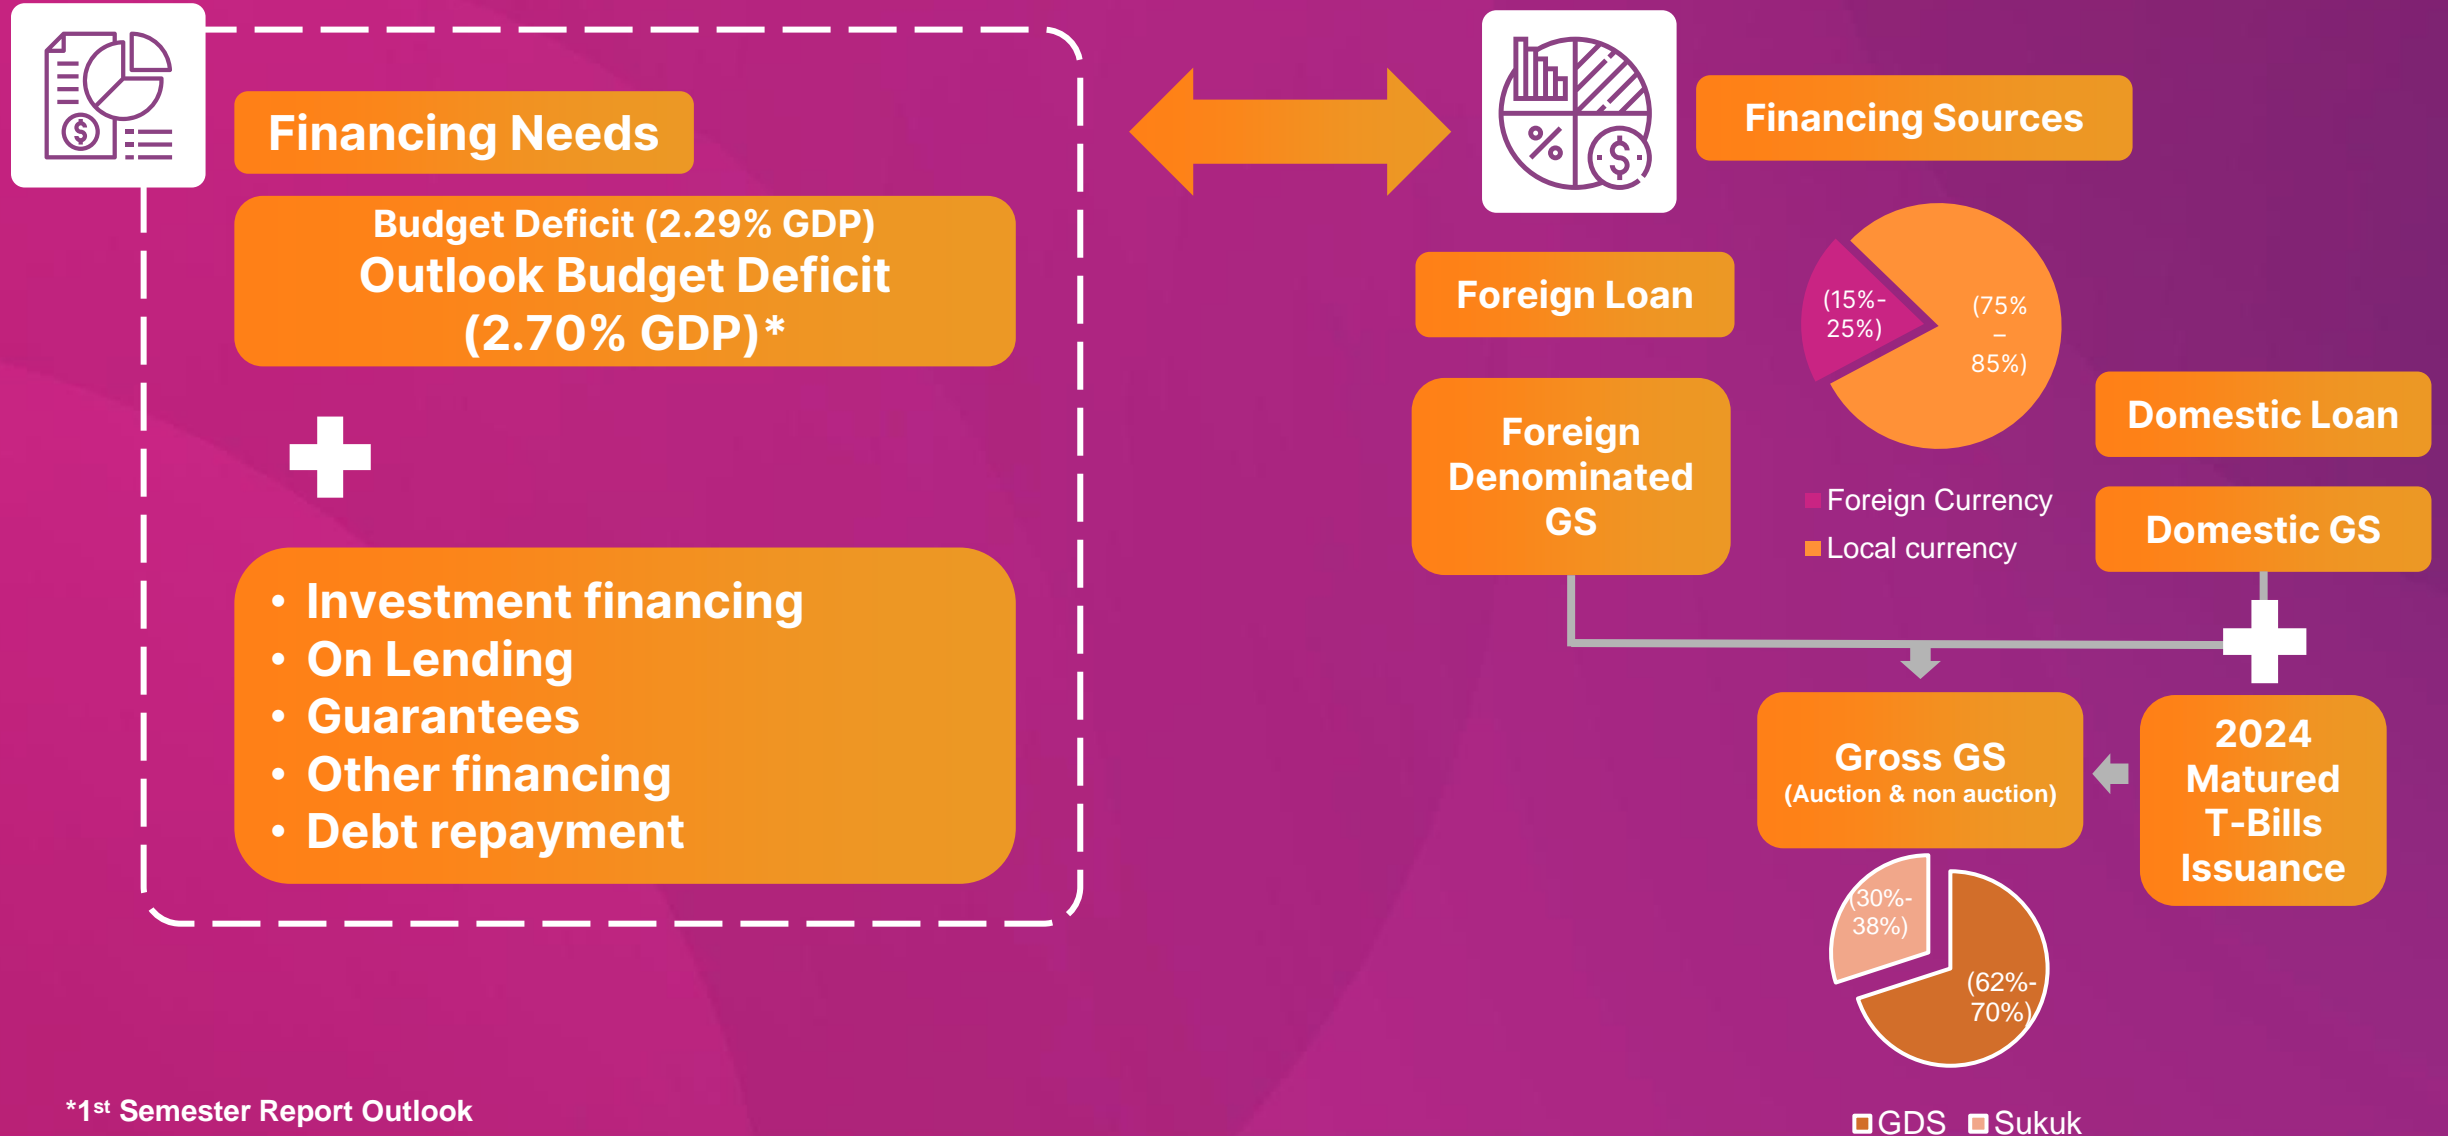 Financing Needs
Budget Deficit (2.29% GDP)
Outlook Budget Deficit
(2.70% GDP)*
• Investment financing
• On Lending
• Guarantees
• Other financing
• Debt repayment
*1st Semester Report Outlook
Financing Sources
Foreign Loan
Foreign
Denominated
GS
(15%-
25%)
(75%
–
85%)
Foreign Currency
Local currency
Domestic Loan
Domestic GS
Gross GS
(Auction & non auction)
2024
Matured
T-Bills
Issuance
(30%-
38%)
(62%-
70%)
GDS Sukuk
$
%
$